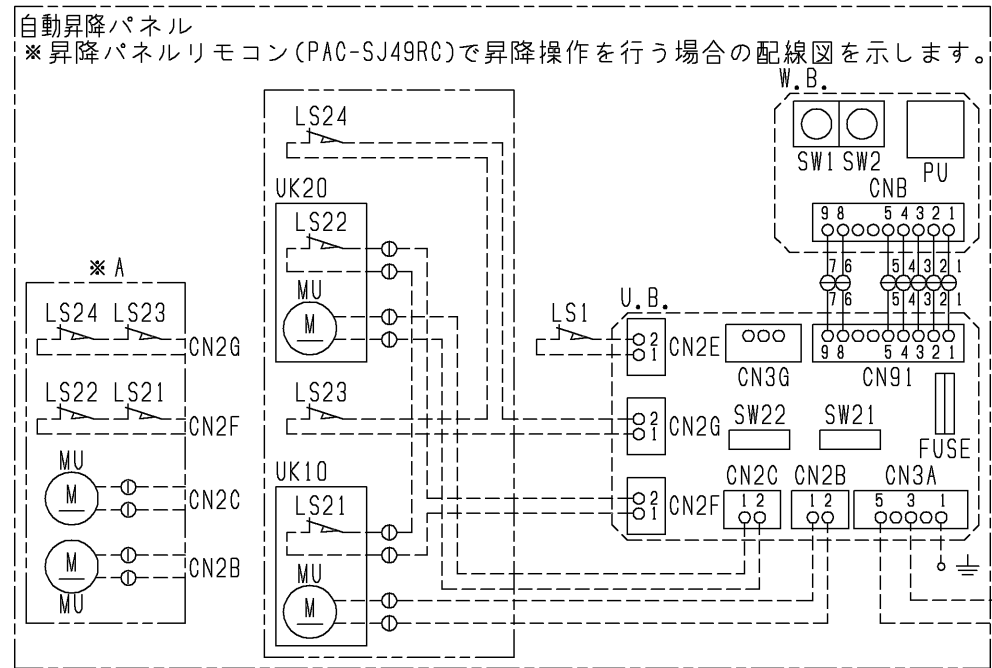 自動昇降パネル
※昇降パネルリモコン(PAC-SJ49RC)で昇降操作を行う場合の配線図を示します。
W.B.
SW1 SW2
PU
CNB
9 8 5 4 3 2 1
7 6 5 4 3 2 1
7 6 5 4 3 2 1
LS24
UK20
LS22
MU
M
※A
LS24 LS23
CN2G
LS22 LS21
CN2F
MU
M
CN2C
M
CN2B
MU
LS23
UK10
LS21
MU
M
LS1
U.B.
2
1
CN2E
CN3G
9 8 5 4 3 2 1
CN91
2
1
CN2G
SW22
SW21
FUSE
2
1
CN2F
CN2C
1 2
CN2B
1 2
CN3A
5 3 1